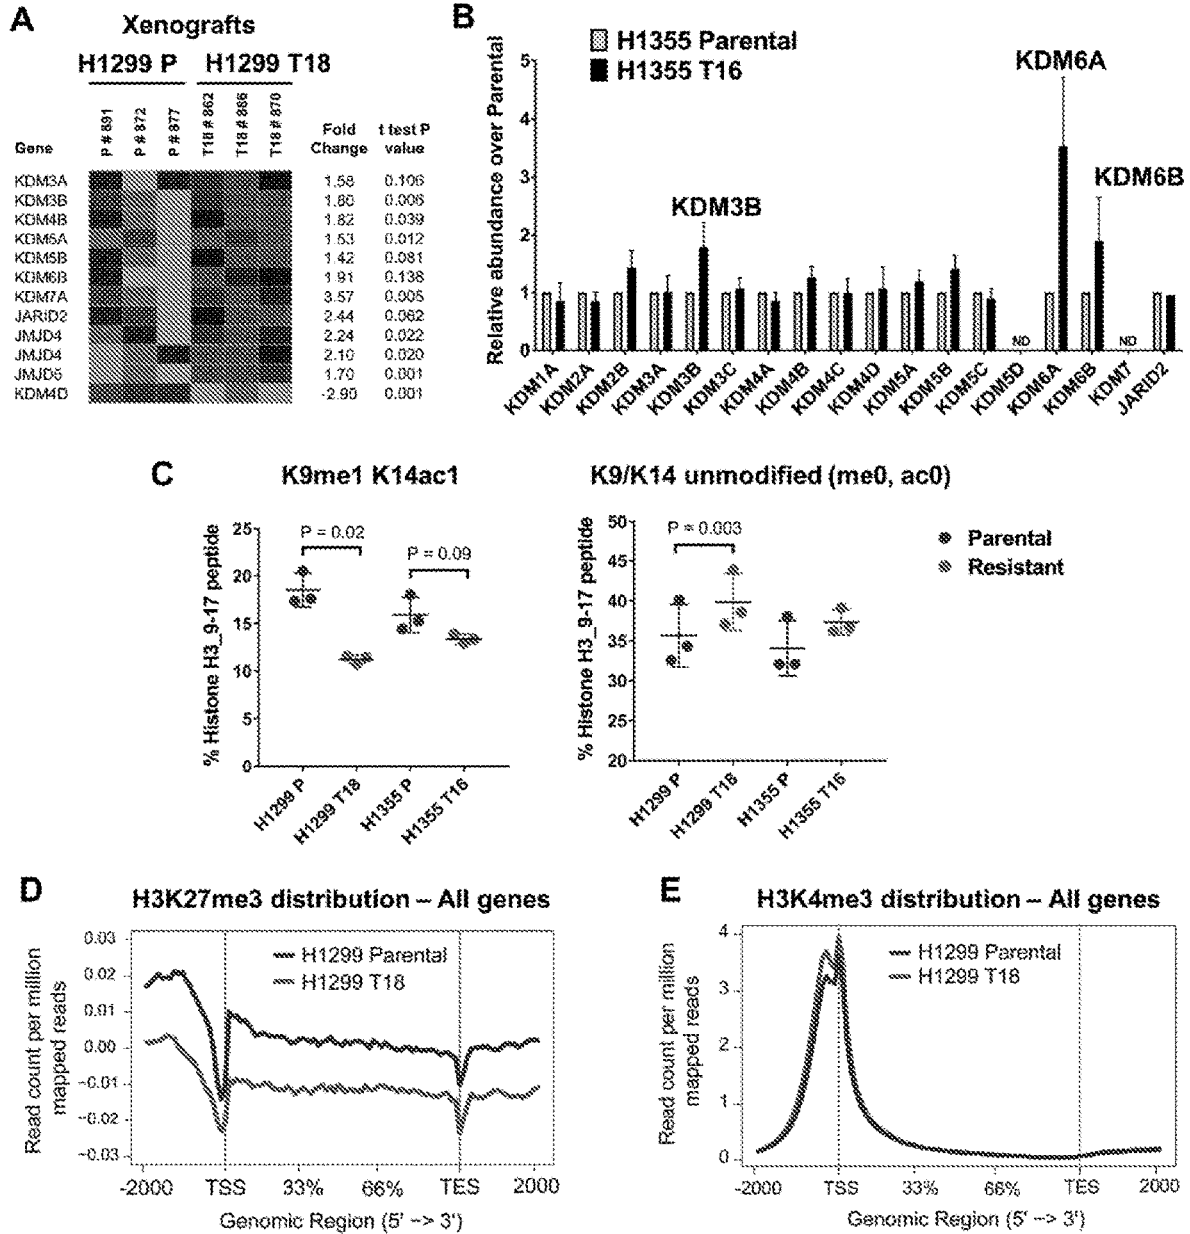 A
Xenografts
H1299 P H1299 T18
Gene P # 891 P # 872 P # 877 T18 # 862 T18 # 886 T18 # 870 Fold Change t test P value
KDM3A 1.58 0.106
KDM3B 1.80 0.006
KDM4B 1.82 0.039
KDM5A 1.53 0.012
KDM5B 1.42 0.081
KDM6B 1.91 0.138
KDM7A 3.57 0.005
JARID2 2.44 0.062
JMJD4 2.24 0.022
JMJD4 2.10 0.020
JMJD6 1.70 0.001
KDM4D -2.90 0.001
B
H1355 Parental
H1355 T16
Relative abundance over Parental
5
4
3
2
1
0
KDM3B
KDM6A
KDM6B
ND
ND
KDM1A KDM2A KDM2B KDM3A KDM3B KDM3C KDM4A KDM4B KDM4C KDM4D KDM5A KDM5B KDM5C KDM5D KDM6A KDM6B KDM7 JARID2
C
K9me1 K14ac1
% Histone H3_9-17 peptide
25
20
15
10
5
0
P = 0.02
P = 0.09
H1299 P H1299 T18 H1355 P H1355 T16
K9/K14 unmodified (me0, ac0)
% Histone H3_9-17 peptide
50
45
40
35
30
25
20
P = 0.003
H1299 P H1299 T18 H1355 P H1355 T16
Parental
Resistant
D
H3K27me3 distribution – All genes
Read count per million
mapped reads
0.03
0.02
0.01
0.00
−0.01
−0.02
−0.03
H1299 Parental
H1299 T18
-2000 TSS 33% 66% TES 2000
Genomic Region (5' −> 3')
E
H3K4me3 distribution – All genes
Read count per million
mapped reads
4
3
2
1
0
H1299 Parental
H1299 T18
-2000 TSS 33% 66% TES 2000
Genomic Region (5' −> 3')